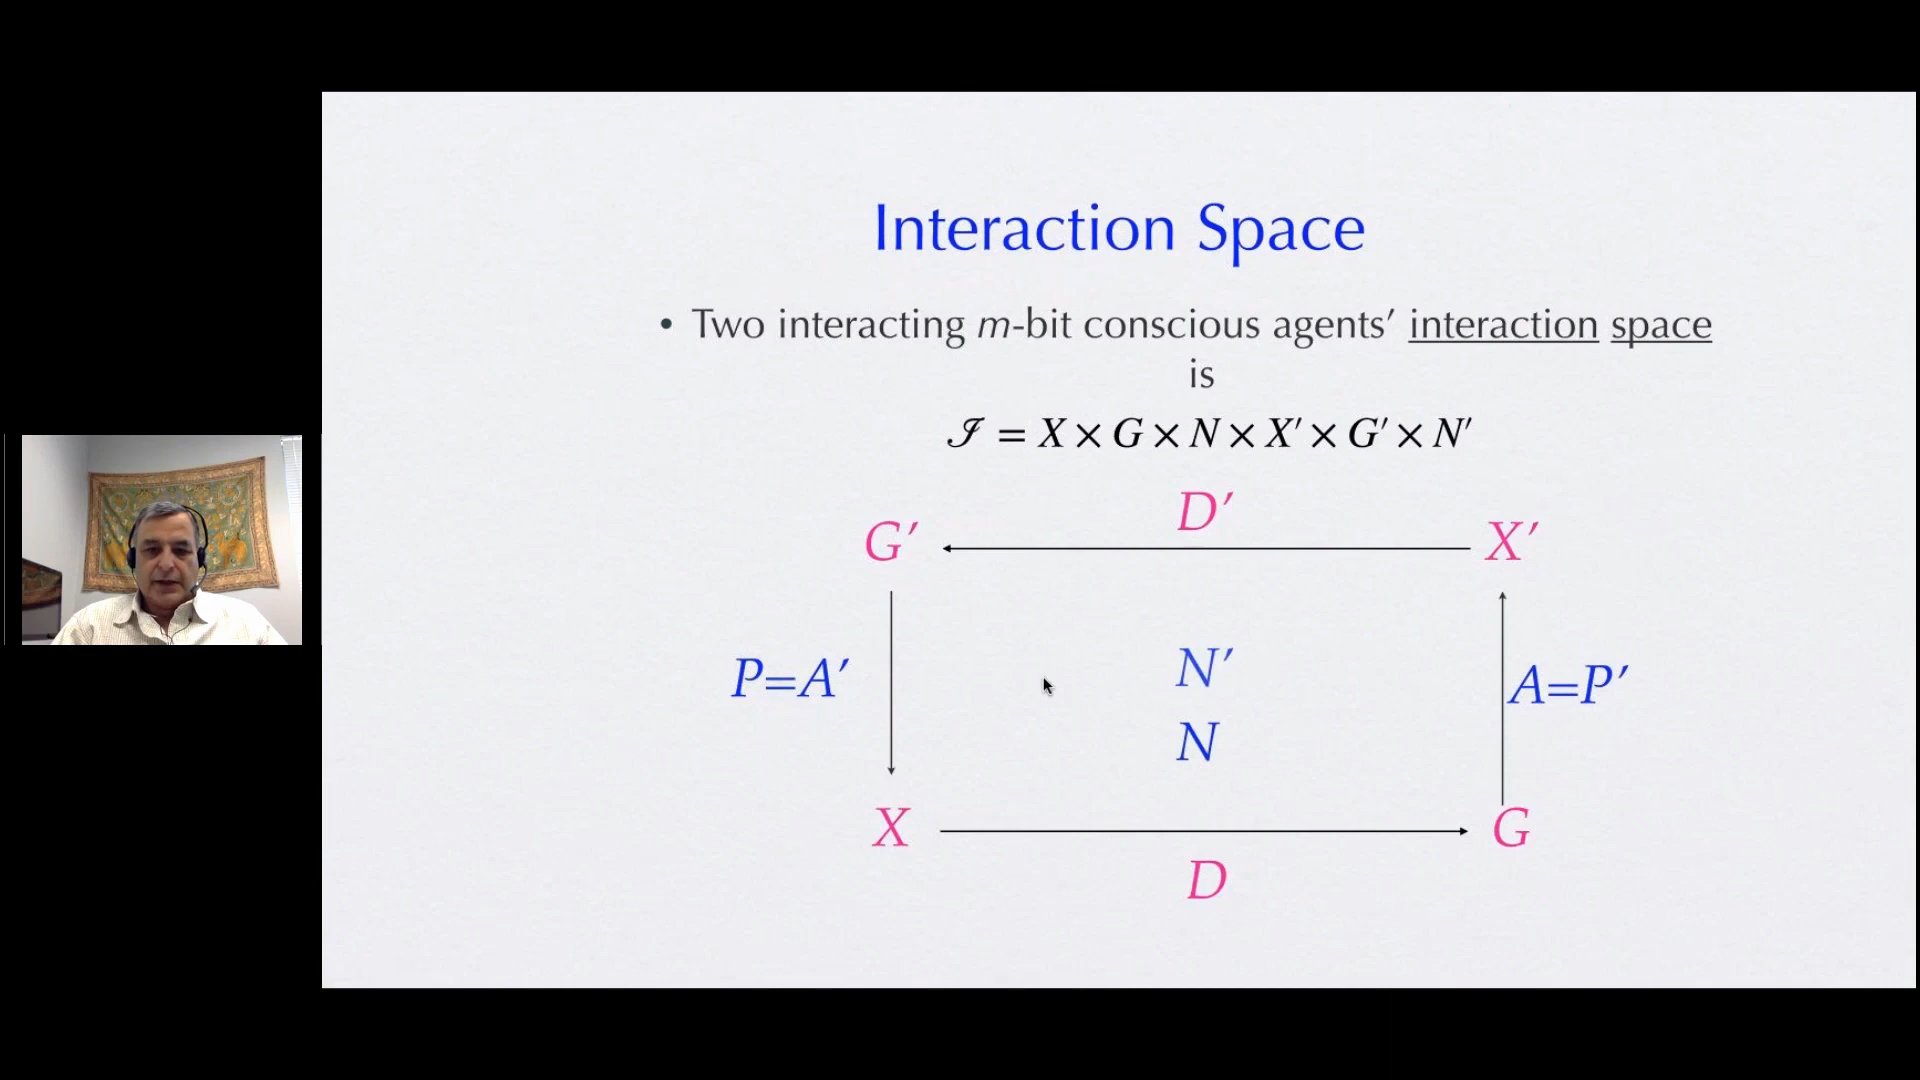 Interaction Space
• Two interacting m-bit conscious agents’ interaction space
is
ℐ = X × G × N × X′ × G′ × N′
D′
G′ X′
N′
P=A′ A=P′
N
X G
D